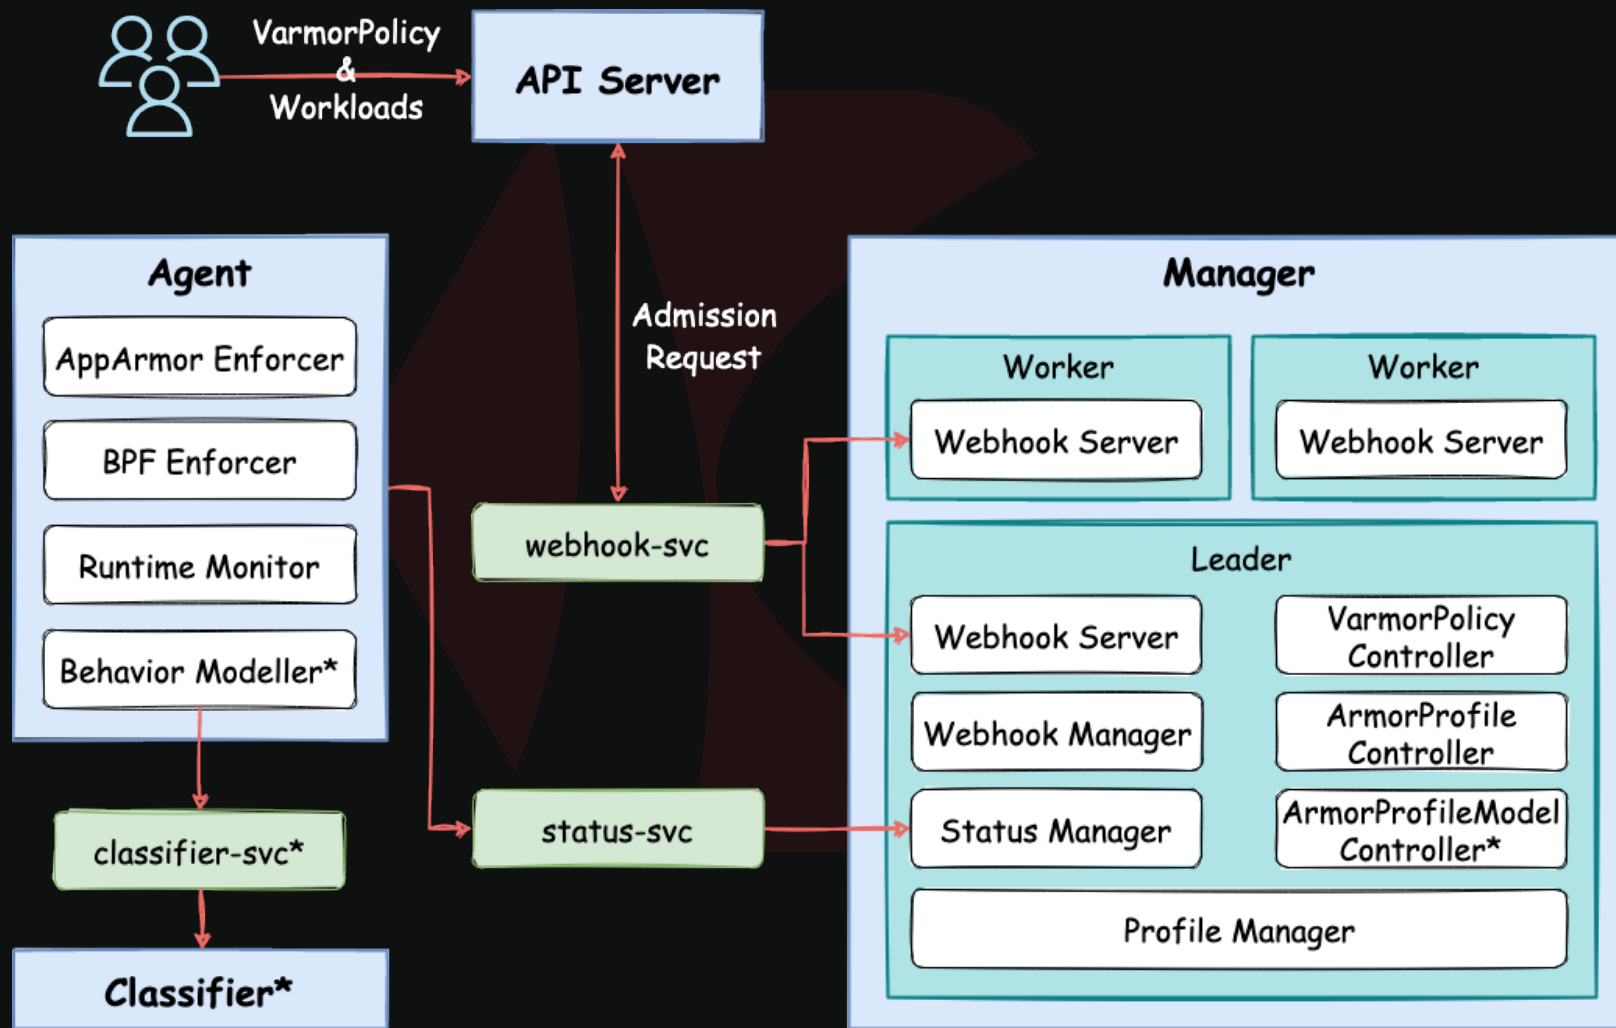 VarmorPolicy
&
Workloads
API Server
Admission
Request
Agent
AppArmor Enforcer
BPF Enforcer
Runtime Monitor
Behavior Modeller*
classifier-svc*
Classifier*
webhook-svc
status-svc
Manager
Worker
Webhook Server
Worker
Webhook Server
Leader
Webhook Server
VarmorPolicy
Controller
Webhook Manager
ArmorProfile
Controller
Status Manager
ArmorProfileModel
Controller*
Profile Manager